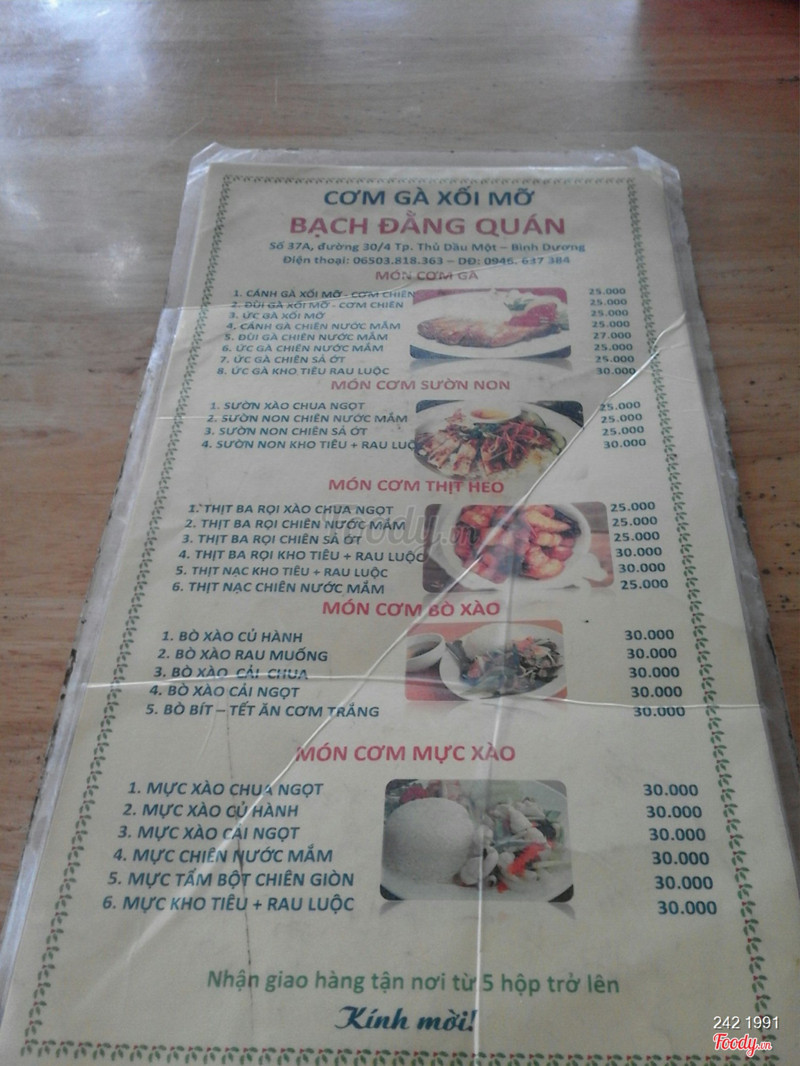 CƠM GÀ XỐI MỠ
BẠCH ĐẰNG QUÁN
Số 37A, đường 30/4 Tp. Thủ Dầu Một – Bình Dương
Điện thoại: 06503.818.363 – DĐ: 0946. 637 384
MÓN CƠM GÀ
1. CÁNH GÀ XỐI MỠ - CƠM CHIÊN 25.000
2. ĐÙI GÀ XỐI MỠ - CƠM CHIÊN 25.000
3. ỨC GÀ XỐI MỠ 25.000
4. CÁNH GÀ CHIÊN NƯỚC MẮM 25.000
5. ĐÙI GÀ CHIÊN NƯỚC MẮM 27.000
6. ỨC GÀ CHIÊN NƯỚC MẮM 25.000
7. ỨC GÀ CHIÊN SẢ ỚT 25.000
8. ỨC GÀ KHO TIÊU RAU LUỘC 30.000
MÓN CƠM SƯỜN NON
1. SƯỜN XÀO CHUA NGỌT 25.000
2. SƯỜN NON CHIÊN NƯỚC MẮM 25.000
3. SƯỜN NON CHIÊN SẢ ỚT 25.000
4. SƯỜN NON KHO TIÊU + RAU LUỘC 30.000
MÓN CƠM THỊT HEO
1. THỊT BA RỌI XÀO CHUA NGỌT 25.000
2. THỊT BA RỌI CHIÊN NƯỚC MẮM 25.000
3. THỊT BA RỌI CHIÊN SẢ ỚT 25.000
4. THỊT BA RỌI KHO TIÊU + RAU LUỘC 30.000
5. THỊT NẠC KHO TIÊU + RAU LUỘC 30.000
6. THỊT NẠC CHIÊN NƯỚC MẮM 25.000
MÓN CƠM BÒ XÀO
1. BÒ XÀO CỦ HÀNH 30.000
2. BÒ XÀO RAU MUỐNG 30.000
3. BÒ XÀO CẢI CHUA 30.000
4. BÒ XÀO CẢI NGỌT 30.000
5. BÒ BÍT – TẾT ĂN CƠM TRẮNG 30.000
MÓN CƠM MỰC XÀO
1. MỰC XÀO CHUA NGỌT 30.000
2. MỰC XÀO CỦ HÀNH 30.000
3. MỰC XÀO CẢI NGỌT 30.000
4. MỰC CHIÊN NƯỚC MẮM 30.000
5. MỰC TẨM BỘT CHIÊN GIÒN 30.000
6. MỰC KHO TIÊU + RAU LUỘC 30.000
Nhận giao hàng tận nơi từ 5 hộp trở lên
Kính mời!
Foody.vn
242 1991
Foody.vn